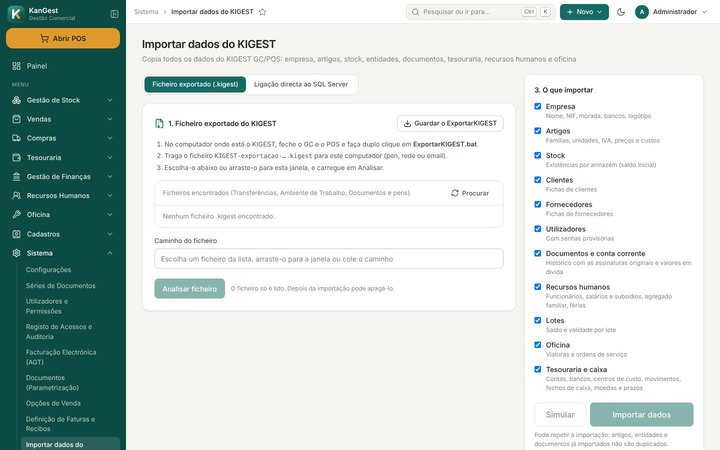 KanGest
Gestão Comercial
Abrir POS
Painel
MENU
Gestão de Stock
Vendas
Compras
Tesouraria
Gestão de Finanças
Recursos Humanos
Oficina
Cadastros
Sistema
Configurações
Séries de Documentos
Utilizadores e
Permissões
Registo de Acessos e
Auditoria
Facturação Electrónica
(AGT)
Documentos
(Parametrização)
Opções de Venda
Definição de Faturas e
Recibos
Importar dados do
Sistema > Importar dados do KIGEST
Pesquisar ou ir para... Ctrl K
+ Novo
A Administrador
Importar dados do KIGEST
Copia todos os dados do KIGEST GC/POS: empresa, artigos, stock, entidades, documentos, tesouraria, recursos humanos e oficina
Ficheiro exportado (.kigest) Ligação directa ao SQL Server
1. Ficheiro exportado do KIGEST
Guardar o ExportarKIGEST
1. No computador onde está o KIGEST, feche o GC e o POS e faça duplo clique em ExportarKIGEST.bat.
2. Traga o ficheiro KIGEST-exportacao-….kigest para este computador (pen, rede ou email).
3. Escolha-o abaixo ou arraste-o para esta janela, e carregue em Analisar.
Ficheiros encontrados (Transferências, Ambiente de Trabalho, Documentos e pens)
Procurar
Nenhum ficheiro .kigest encontrado.
Caminho do ficheiro
Escolha um ficheiro da lista, arraste-o para a janela ou cole o caminho
Analisar ficheiro
O ficheiro só é lido. Depois da importação pode apagá-lo.
3. O que importar
Empresa
Nome, NIF, morada, bancos, logótipo
Artigos
Famílias, unidades, IVA, preços e custos
Stock
Existências por armazém (saldo inicial)
Clientes
Fichas de clientes
Fornecedores
Fichas de fornecedores
Utilizadores
Com senhas provisórias
Documentos e conta corrente
Histórico com as assinaturas originais e valores em
dívida
Recursos humanos
Funcionários, salários e subsídios, agregado
familiar, férias
Lotes
Saldo e validade por lote
Oficina
Viaturas e ordens de serviço
Tesouraria e caixa
Contas, bancos, centros de custo, movimentos,
fechos de caixa, moedas e prazos
Simular
Importar dados
Pode repetir a importação: artigos, entidades e
documentos já importados não são duplicados.